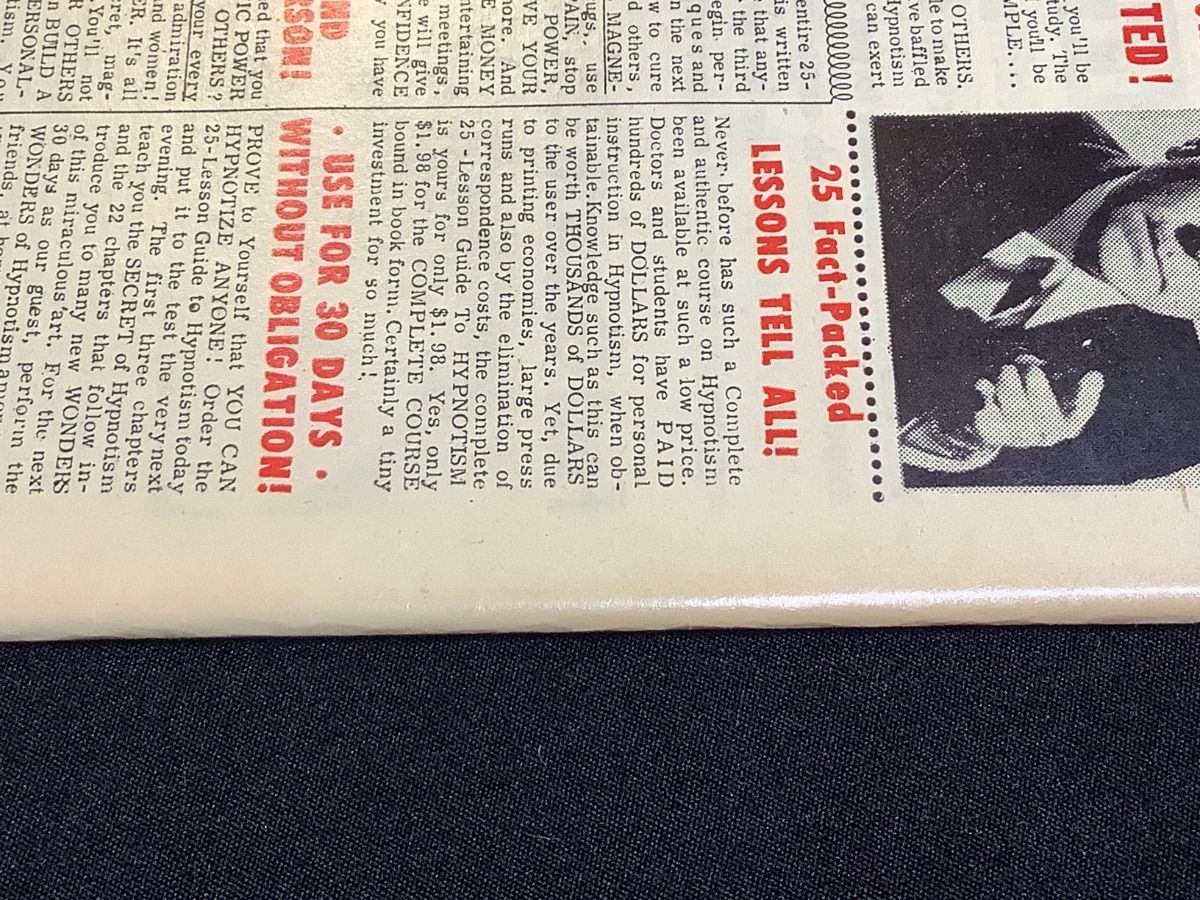 TED!
you'll be
tudy. The
you'll be
MPLE....
OTHERS.
le to make
ve baffled
Hypnotism
can exert
entire 25-
is written
that any-
the third
egin per-
n the next
ques and
w to cure
d others,
MAGNE-
ugs., use
PAIN, stop
POWER,
VE YOUR
more. And
E MONEY
ntertaining
meetings,
e will give
NFIDENCE
y you have
ND
RSON!
ed that you
IC POWER
OTHERS?
your every
admiration
and women!
ER. It's all
ret, mag-
You'll not
n BUILD A
R OTHERS
ERSONAL-
tism. You
25 Fact-Packed
LESSONS TELL ALL!
Never before has such a Complete
and authentic course on Hypnotism
been available at such a low price.
Doctors and students have PAID
hundreds of DOLLARS for personal
instruction in Hypnotism, when ob-
tainable. Knowledge such as this can
be worth THOUSANDS of DOLLARS
to the user over the years. Yet, due
to printing economies, large press
runs and also by the elimination of
correspondence costs, the complete
25-Lesson Guide To HYPNOTISM
is yours for only $1.98. Yes, only
$1.98 for the COMPLETE COURSE
bound in book form. Certainly a tiny
investment for so much!
• USE FOR 30 DAYS •
WITHOUT OBLIGATION!
PROVE to Yourself that YOU CAN
HYPNOTIZE ANYONE! Order the
25-Lesson Guide to Hypnotism today
and put it to the test the very next
evening. The first three chapters
teach you the SECRET of Hypnotism
and the 22 chapters that follow in-
troduce you to many new WONDERS
of this miraculous art. For the next
30 days as our guest, perform the
WONDERS of Hypnotism
friends, at